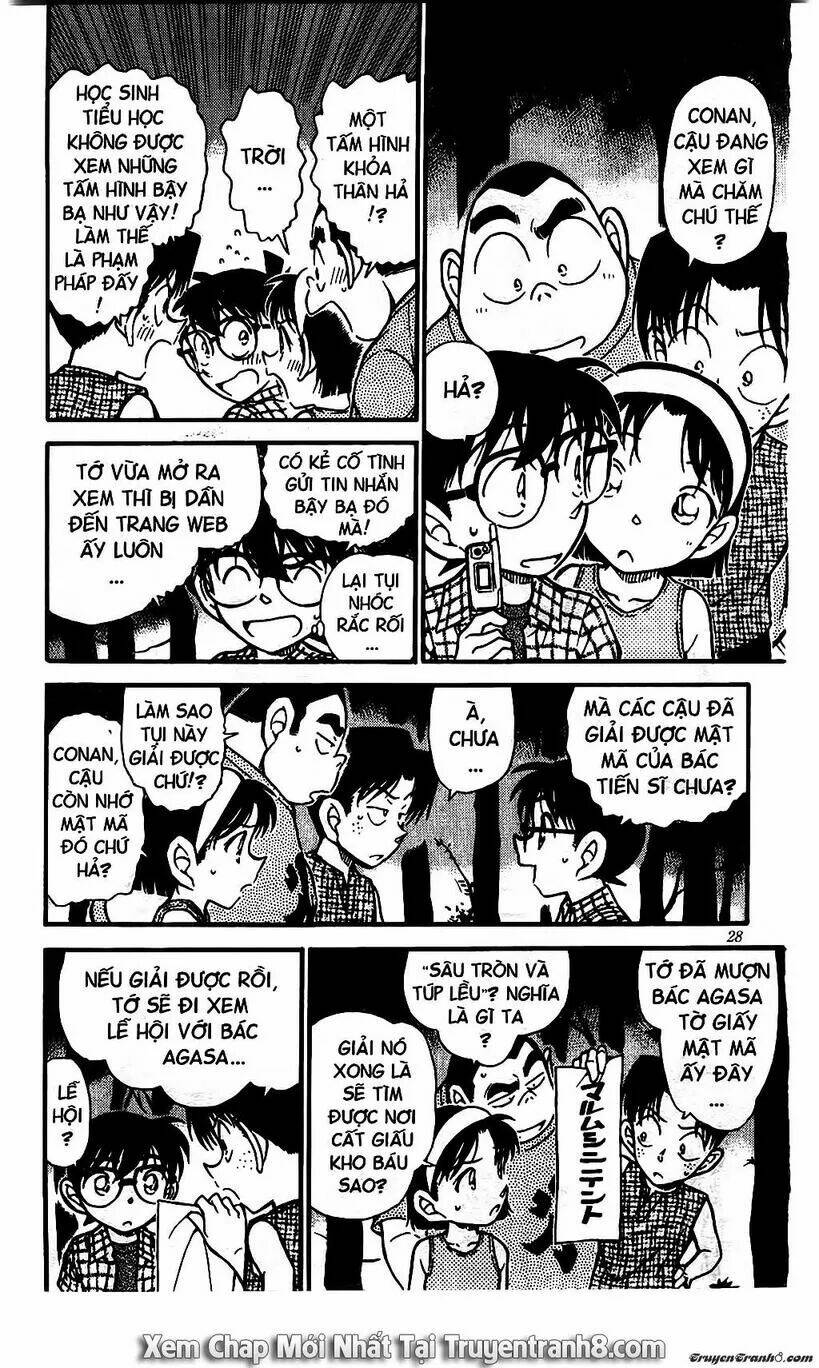 CONAN,
CẬU ĐANG
XEM GÌ
MÀ CHĂM
CHÚ THẾ
?
HẢ?
MỘT
TẤM HÌNH
KHỎA
THÂN HẢ
!?
TRỜI
...
HỌC SINH
TIỂU HỌC
KHÔNG ĐƯỢC
XEM NHỮNG
TẤM HÌNH BẬY
BẠ NHƯ VẬY!
LÀM THẾ
LÀ PHẠM
PHÁP ĐẤY
!
CÓ KẺ CỐ TÌNH
GỬI TIN NHẮN
BẬY BẠ ĐÓ
MÀ!
TỚ VỪA MỞ RA
XEM THÌ BỊ DẪN
ĐẾN TRANG WEB
ẤY LUÔN
...
LẠI TỤI
NHÓC
RẮC RỐI
...
MÀ CÁC CẬU ĐÃ
GIẢI ĐƯỢC MẬT
MÃ CỦA BÁC
TIẾN SĨ CHƯA?
À,
CHƯA
...
LÀM SAO
TỤI NÀY
GIẢI ĐƯỢC
CHỨ!?
CONAN,
CẬU
CÒN NHỚ
MẬT MÃ
ĐÓ CHỨ
HẢ?
28
TỚ ĐÃ MƯỢN
BÁC AGASA
TỜ GIẤY
MẬT MÃ
ẤY ĐÂY
...
"SÂU TRÒN VÀ
TÚP LỀU"? NGHĨA
LÀ GÌ TA
?
マルムシニテント
GIẢI NÓ
XONG LÀ
SẼ TÌM
ĐƯỢC NƠI
CẤT GIẤU
KHO BÁU
SAO?
NẾU GIẢI ĐƯỢC RỒI,
TỚ SẼ ĐI XEM
LỄ HỘI VỚI BÁC
AGASA...
LỄ
HỘI
?
Xem Chap Mới Nhất Tại Truyentranh8.com
TruyenTranh8.com